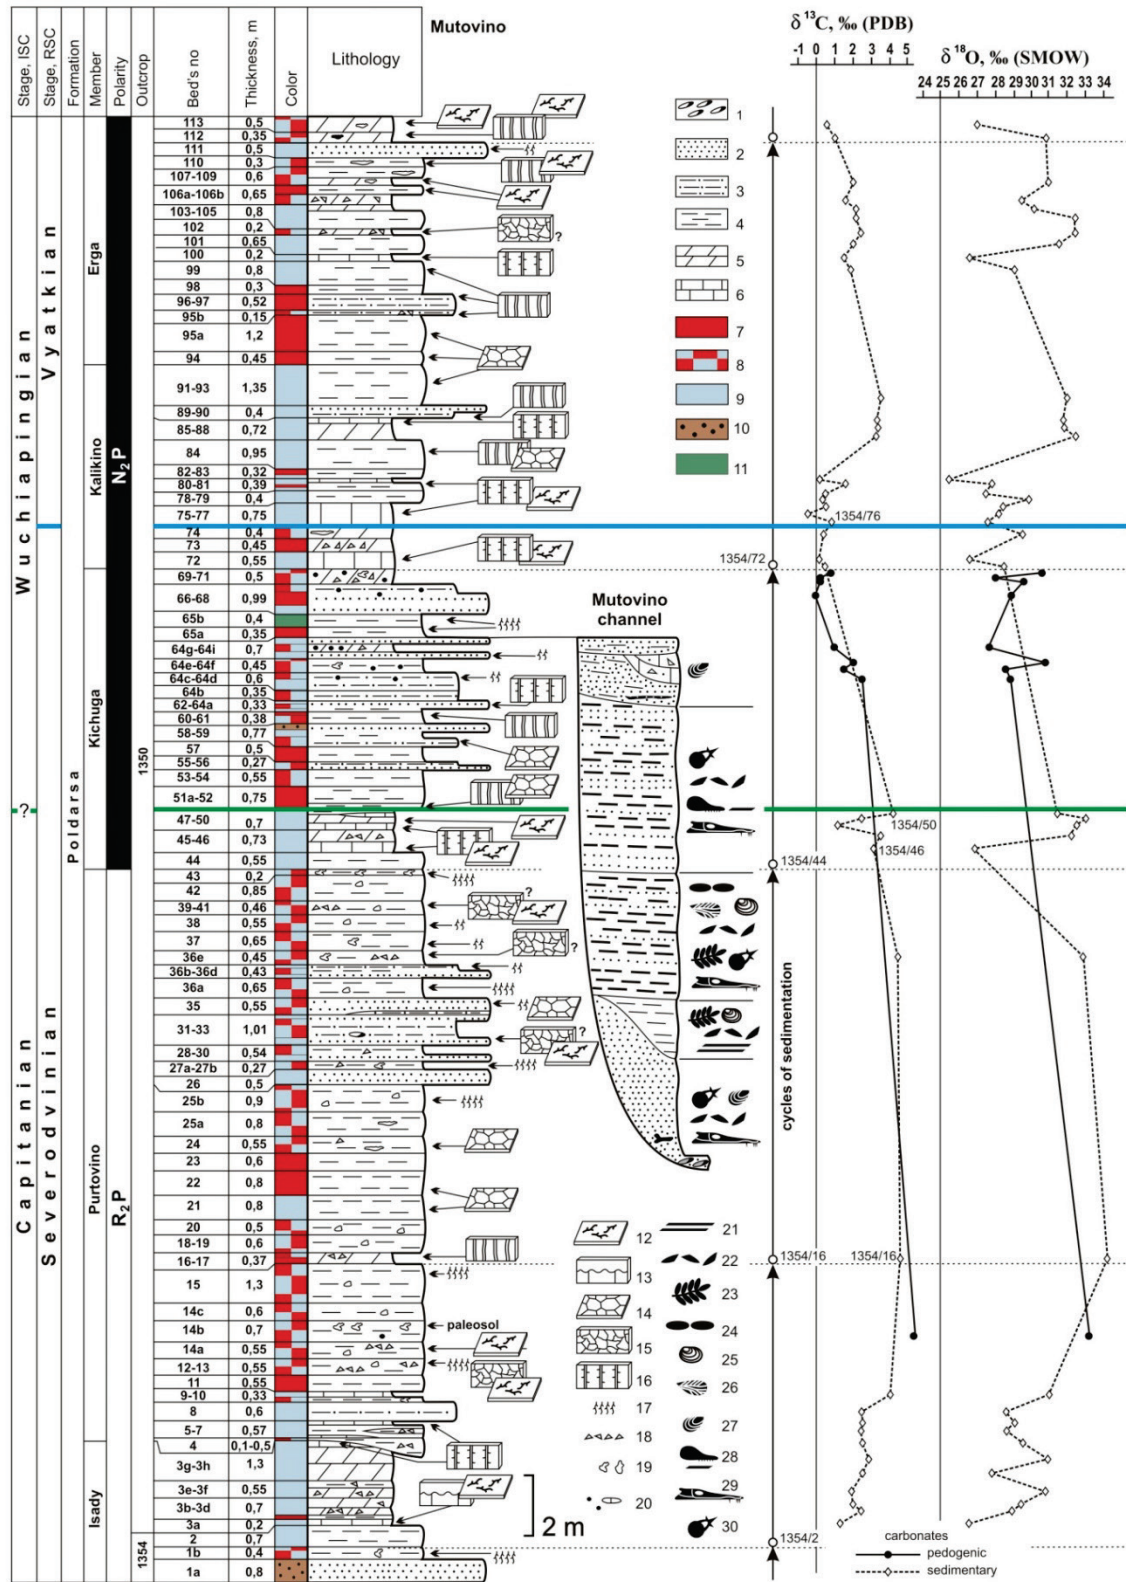 Mutovino
δ 13C, ‰ (PDB)
-1 0 1 2 3 4 5
δ 18O, ‰ (SMOW)
24 26 27 28 29 30 31 32 33 34
Stage, ISC
Stage, RSC
Formation
Member
Polarity
Outcrop
Bed's no
Thickness, m
Color
Lithology
113 0,5
112 0,35
111 0,5
110 0,3
107-109 0,6
106a-106b 0,65
103-105 0,8
102 0,2
101 0,65
100 0,2
99 0,8
98 0,3
96-97 0,52
95b 0,15
95a 1,2
94 0,45
91-93 1,35
89-90 0,4
85-88 0,72
84 0,95
82-83 0,32
80-81 0,39
78-79 0,4
75-77 0,75
74 0,4
73 0,45
72 0,55
69-71 0,5
66-68 0,99
65b 0,4
65a 0,35
64g-64i 0,7
64e-64f 0,45
64c-64d 0,6
64b 0,35
62-64a 0,33
60-61 0,38
58-59 0,77
57 0,5
55-56 0,27
53-54 0,55
51a-52 0,75
47-50 0,7
45-46 0,73
44 0,55
43 0,2
42 0,85
39-41 0,46
38 0,55
37 0,65
36e 0,45
36b-36d 0,43
36a 0,65
35 0,55
31-33 1,01
28-30 0,54
27a-27b 0,27
26 0,5
25b 0,9
25a 0,8
24 0,55
23 0,6
22 0,8
21 0,8
20 0,5
18-19 0,6
16-17 0,37
15 1,3
14c 0,6
14b 0,7
14a 0,55
12-13 0,55
11 0,55
9-10 0,33
8 0,6
5-7 0,57
4 0,1-0,5
3g-3h 1,3
3e-3f 0,55
3b-3d 0,7
3a 0,2
2 0,7
1b 0,4
1a 0,8
Wuchiapingian
Capitanian
?
Vyatkian
Severodvinian
Poldarsa
Erga
Kalikino
Kichuga
Purtovino
Isady
N2P
R2P
1350
1354
?
?
?
?
paleosol
2 m
Mutovino
channel
1
2
3
4
5
6
7
8
9
10
11
12
13
14
15
16
17
18
19
20
21
22
23
24
25
26
27
28
29
30
cycles of sedimentation
1354/72
1354/44
1354/16
1354/2
1354/76
1354/50
1354/46
1354/16
carbonates
pedogenic
sedimentary